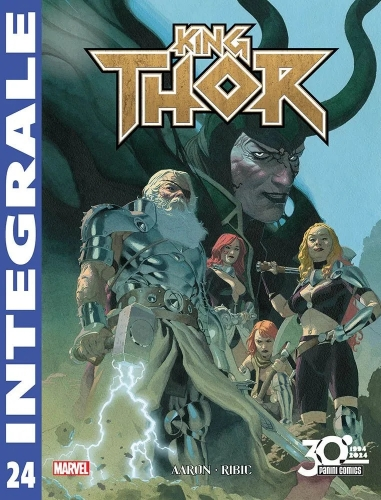 KING
THOR
INTEGRALE
24
MARVEL
AARON • RIBIC
30° 1994 2024
PANINI COMICS